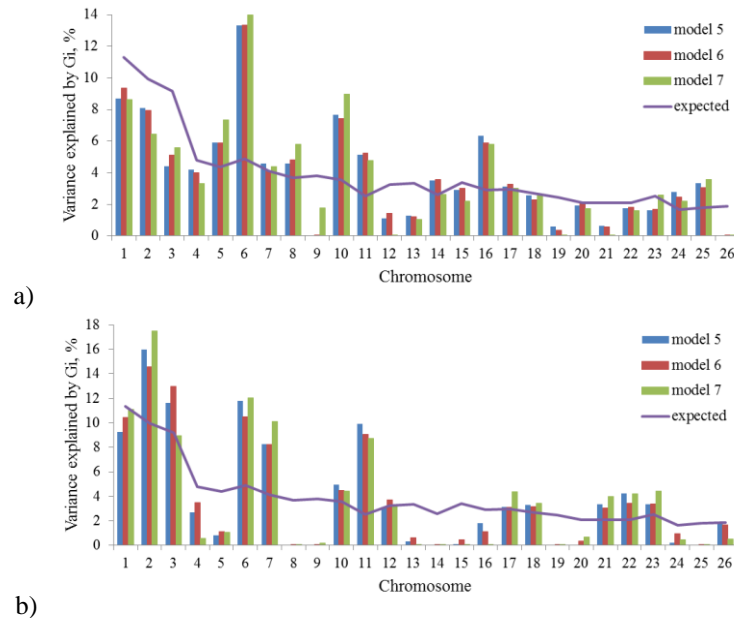 14
12
10
8
6
4
2
0
Variance explained by Gi, %
model 5
model 6
model 7
expected
1 2 3 4 5 6 7 8 9 10 11 12 13 14 15 16 17 18 19 20 21 22 23 24 25 26
Chromosome
a)
18
16
14
12
10
8
6
4
2
0
Variance explained by Gi, %
model 5
model 6
model 7
expected
1 2 3 4 5 6 7 8 9 10 11 12 13 14 15 16 17 18 19 20 21 22 23 24 25 26
Chromosome
b)